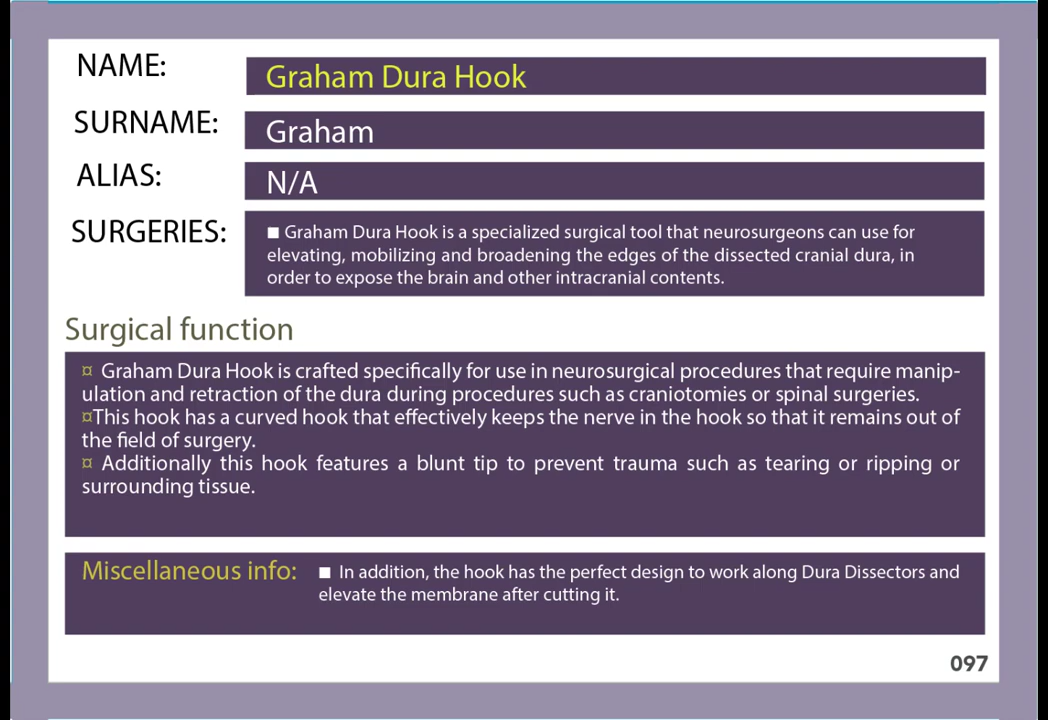 NAME:
Graham Dura Hook
SURNAME:
Graham
ALIAS:
N/A
SURGERIES:
■ Graham Dura Hook is a specialized surgical tool that neurosurgeons can use for
elevating, mobilizing and broadening the edges of the dissected cranial dura, in
order to expose the brain and other intracranial contents.
Surgical function
¤ Graham Dura Hook is crafted specifically for use in neurosurgical procedures that require manip-
ulation and retraction of the dura during procedures such as craniotomies or spinal surgeries.
¤This hook has a curved hook that effectively keeps the nerve in the hook so that it remains out of
the field of surgery.
¤ Additionally this hook features a blunt tip to prevent trauma such as tearing or ripping or
surrounding tissue.
Miscellaneous info:
■ In addition, the hook has the perfect design to work along Dura Dissectors and
elevate the membrane after cutting it.
097